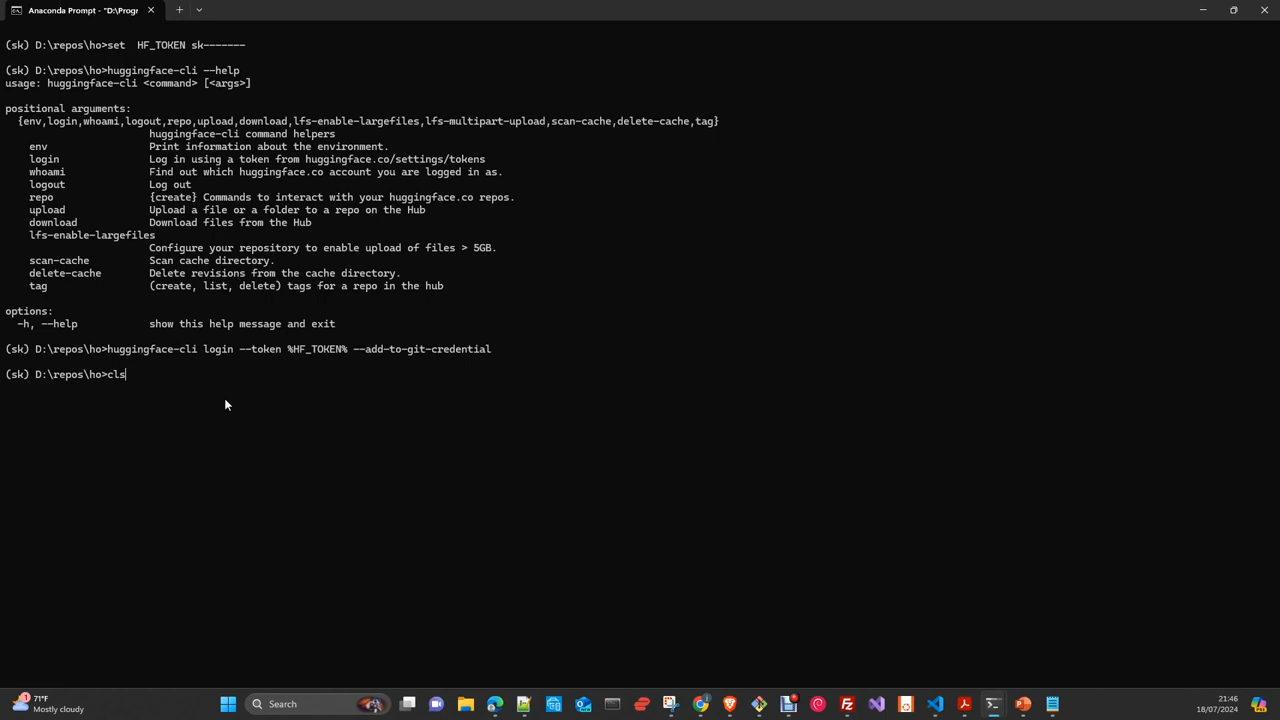 Anaconda Prompt - "D:\Progr
(sk) D:\repos\ho>set  HF_TOKEN sk-------
(sk) D:\repos\ho>huggingface-cli --help
usage: huggingface-cli <command> [<args>]
positional arguments:
{env,login,whoami,logout,repo,upload,download,lfs-enable-largefiles,lfs-multipart-upload,scan-cache,delete-cache,tag}
huggingface-cli command helpers
env Print information about the environment.
login Log in using a token from huggingface.co/settings/tokens
whoami Find out which huggingface.co account you are logged in as.
logout Log out
repo {create} Commands to interact with your huggingface.co repos.
upload Upload a file or a folder to a repo on the Hub
download Download files from the Hub
lfs-enable-largefiles
Configure your repository to enable upload of files > 5GB.
scan-cache Scan cache directory.
delete-cache Delete revisions from the cache directory.
tag (create, list, delete) tags for a repo in the hub
options:
-h, --help show this help message and exit
(sk) D:\repos\ho>huggingface-cli login --token %HF_TOKEN% --add-to-git-credential
(sk) D:\repos\ho>cls
1
71°F
Mostly cloudy
Search
21:46
18/07/2024